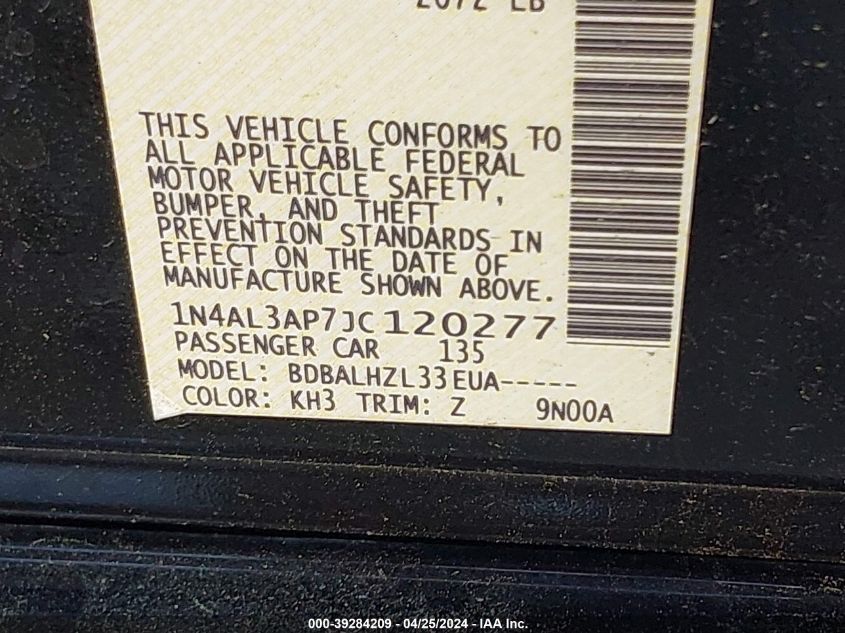 2072 LB
THIS VEHICLE CONFORMS TO
ALL APPLICABLE FEDERAL
MOTOR VEHICLE SAFETY,
BUMPER, AND THEFT
PREVENTION STANDARDS IN
EFFECT ON THE DATE OF
MANUFACTURE SHOWN ABOVE.
1N4AL3AP7JC120277
PASSENGER CAR 135
MODEL: BDBALHZL33EUA-----
COLOR: KH3 TRIM: Z 9N00A
000-39284209 - 04/25/2024 - IAA Inc.